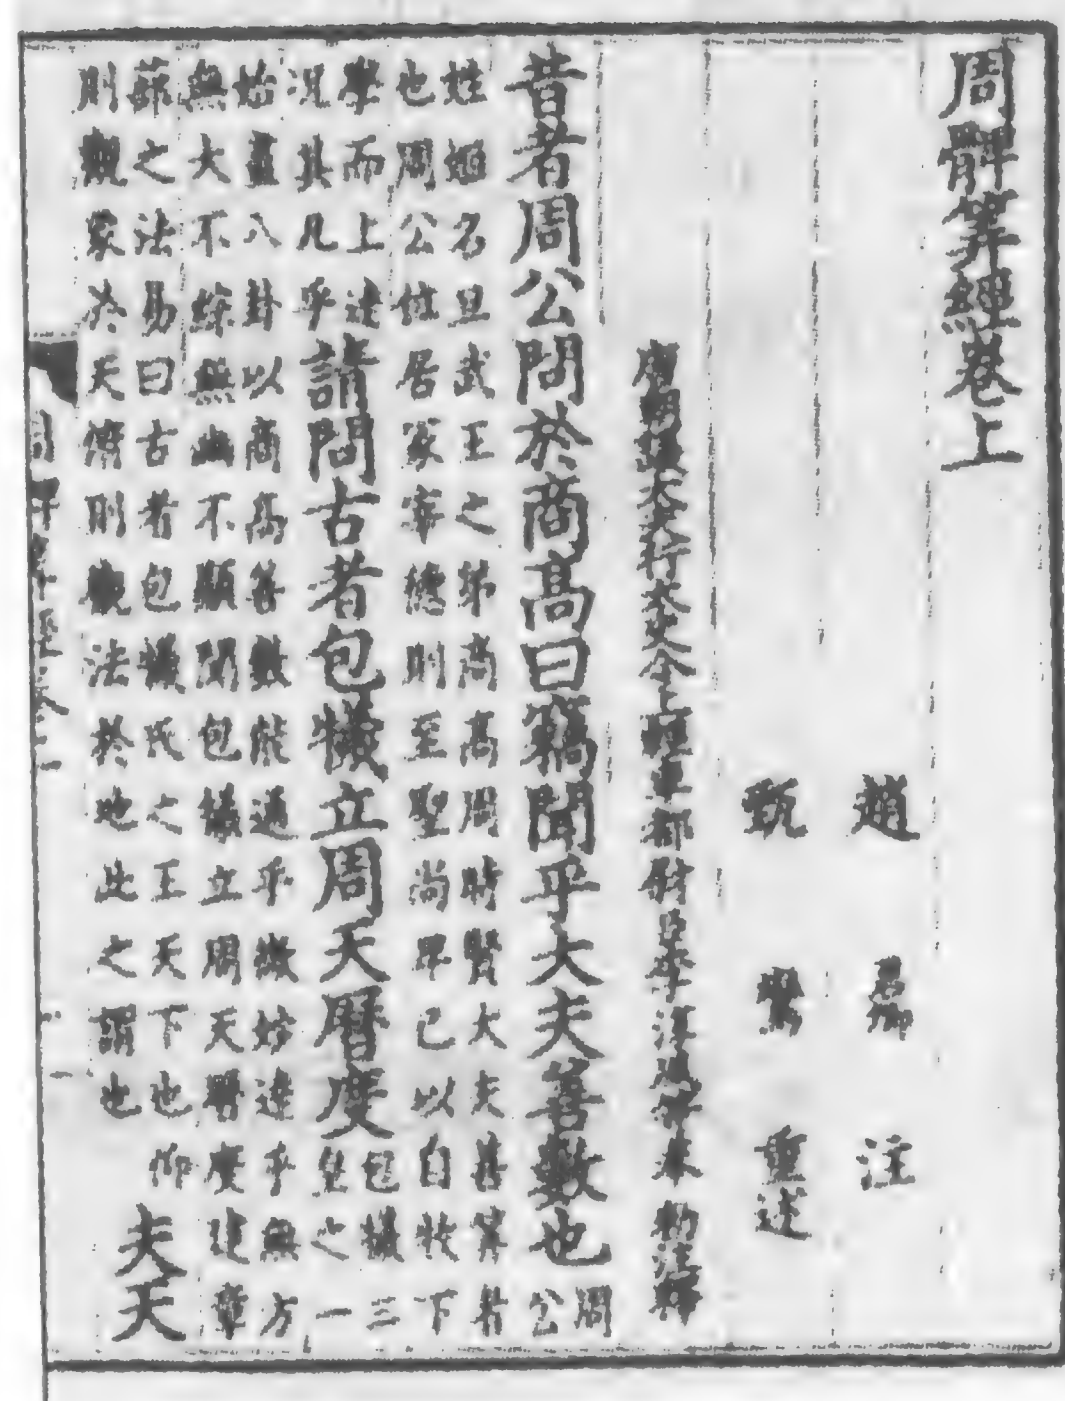 周髀算經卷上
趙君卿注
甄鸞重述
唐朝議大夫行太史令上輕車都尉臣李淳風等奉勑注釋
昔者周公問於商高曰竊聞乎大夫善數也周公
姓姬名旦武王之弟商高周時賢大夫善筭者
也周公位居冢宰德則至聖尚卑己以自牧下
學而上達
況其凡乎
請問古者包犧立周天曆度
包犧三
皇之一
始畫八卦以商高善數能通乎微妙達乎無方
無大不綜無幽不顯聞包犧立周天曆度建章
蔀之法易曰古者包犧氏之王天下也仰
則觀象於天俯則觀法於地此之謂也
夫天